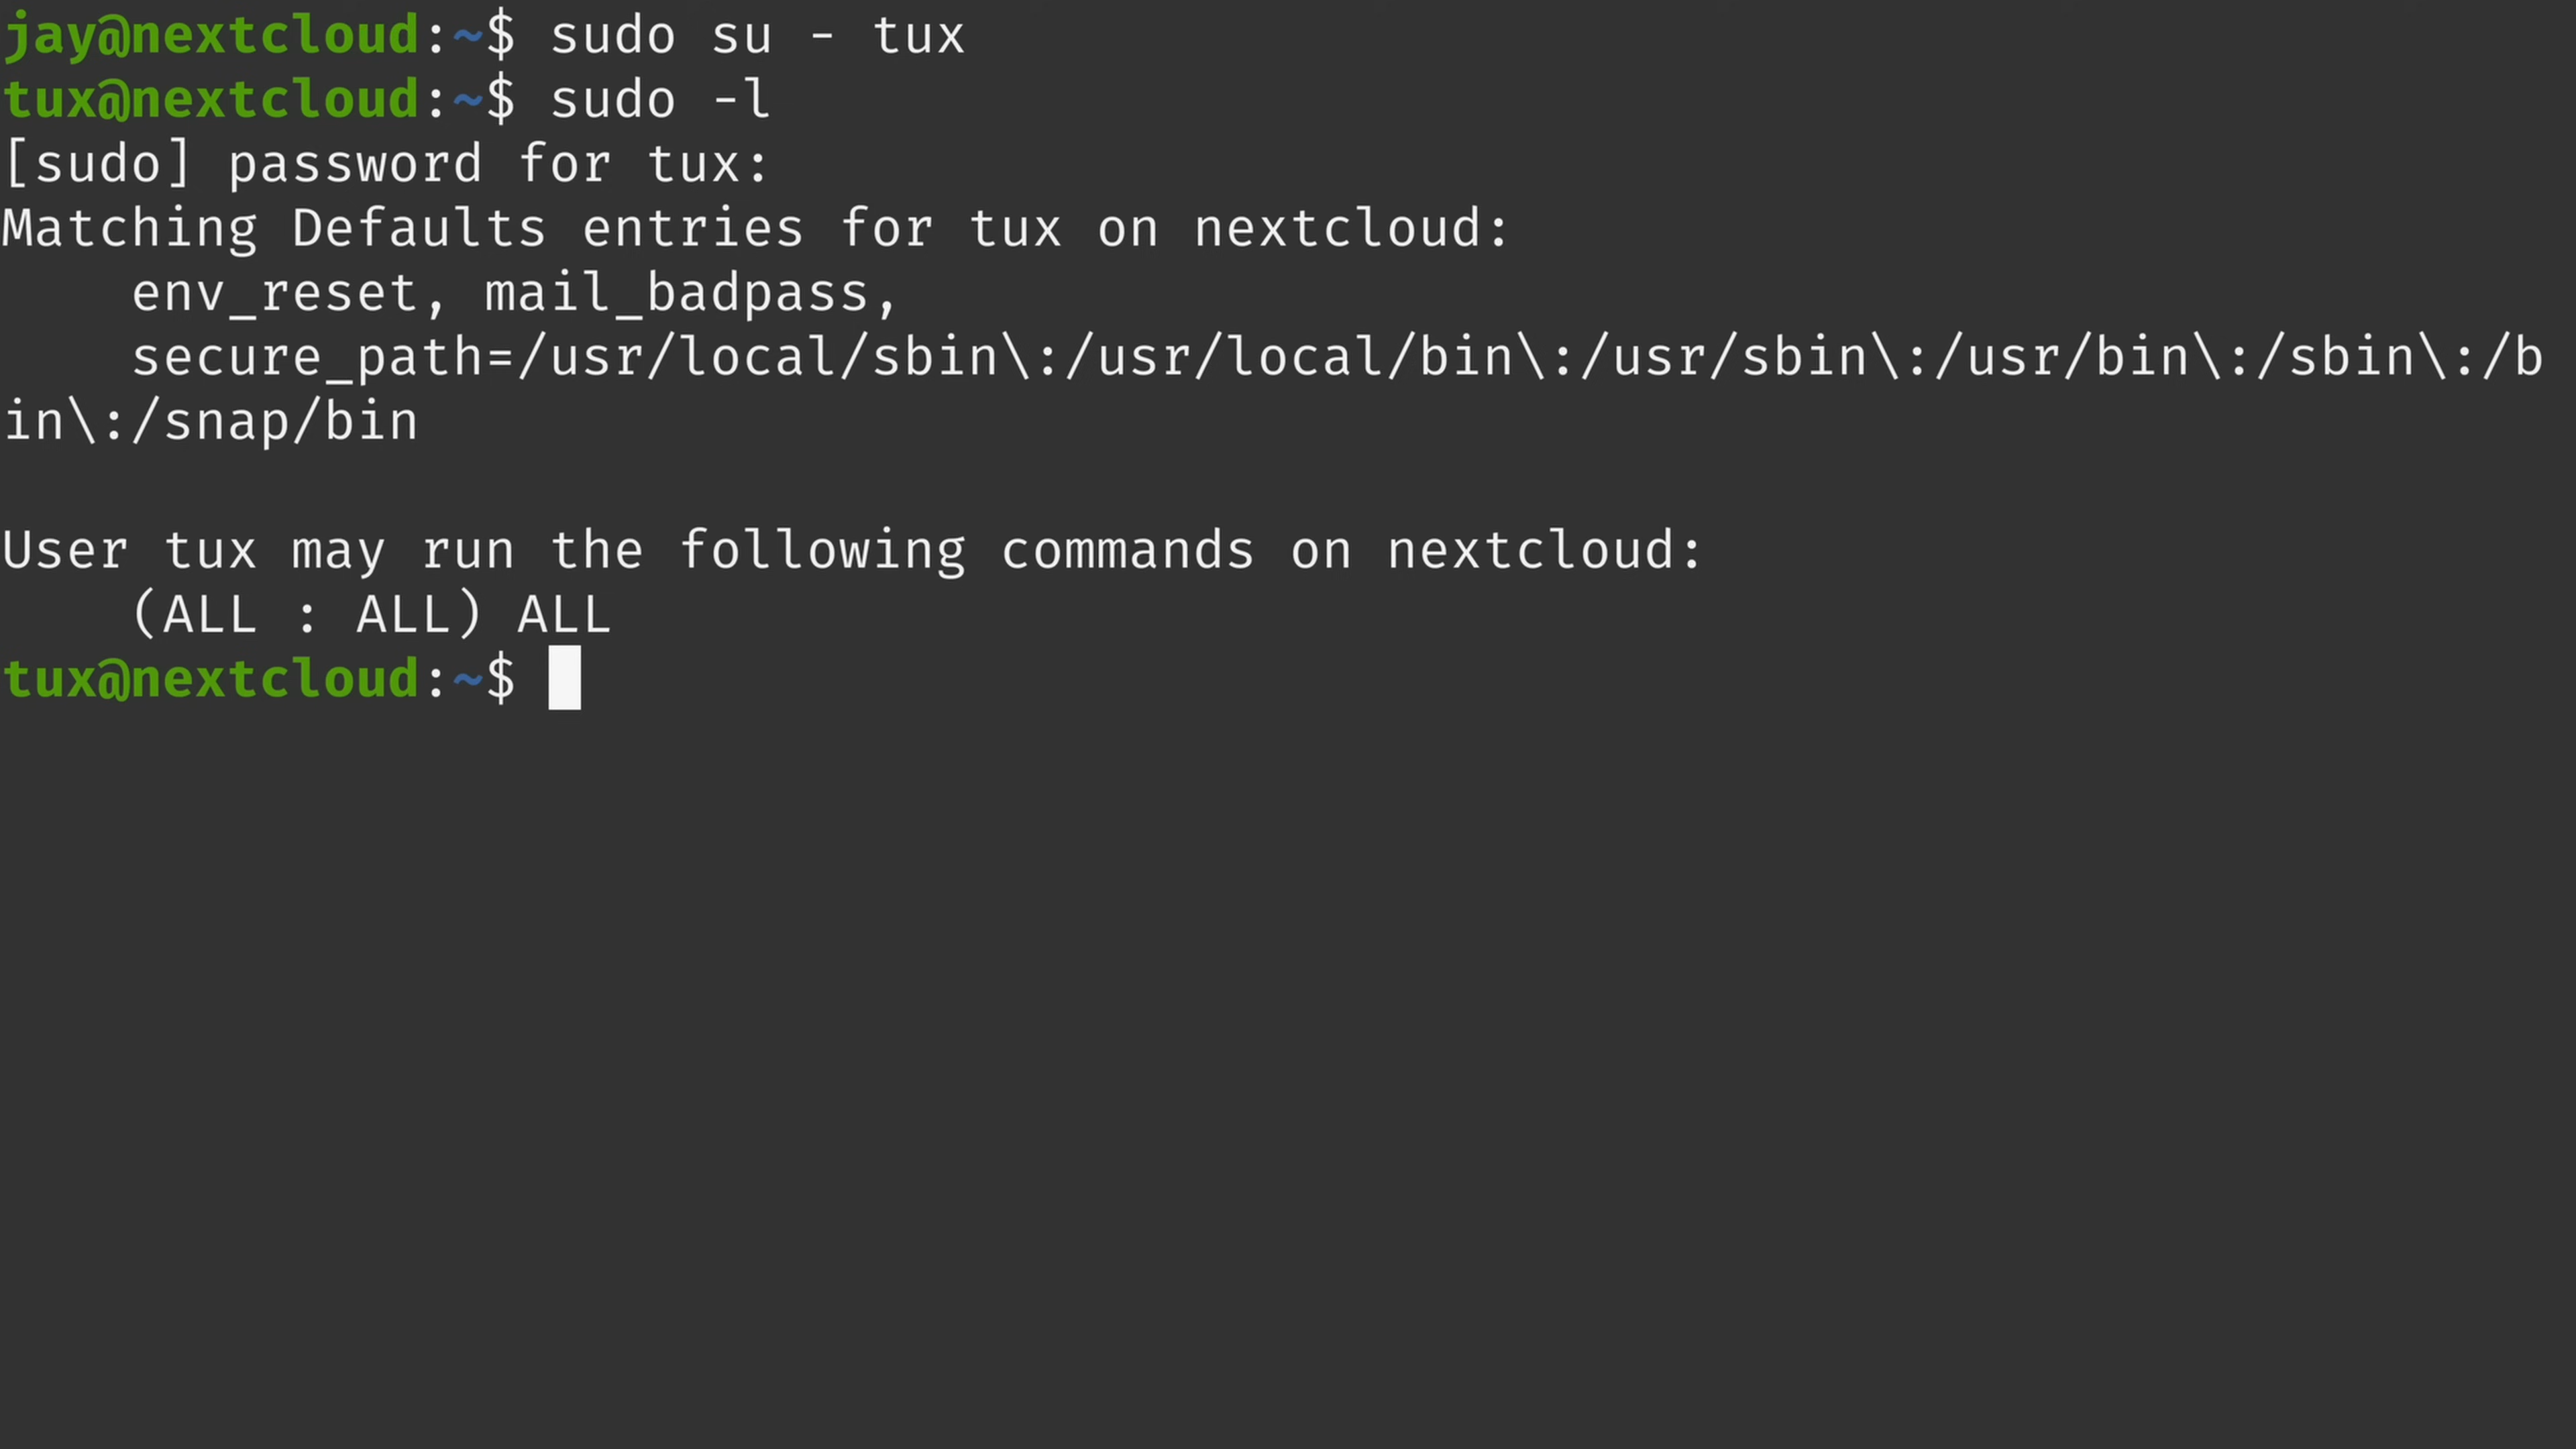 jay@nextcloud:~$ sudo su - tux
tux@nextcloud:~$ sudo -l
[sudo] password for tux:
Matching Defaults entries for tux on nextcloud:
    env_reset, mail_badpass,
    secure_path=/usr/local/sbin\:/usr/local/bin\:/usr/sbin\:/usr/bin\:/sbin\:/b
in\:/snap/bin

User tux may run the following commands on nextcloud:
    (ALL : ALL) ALL
tux@nextcloud:~$